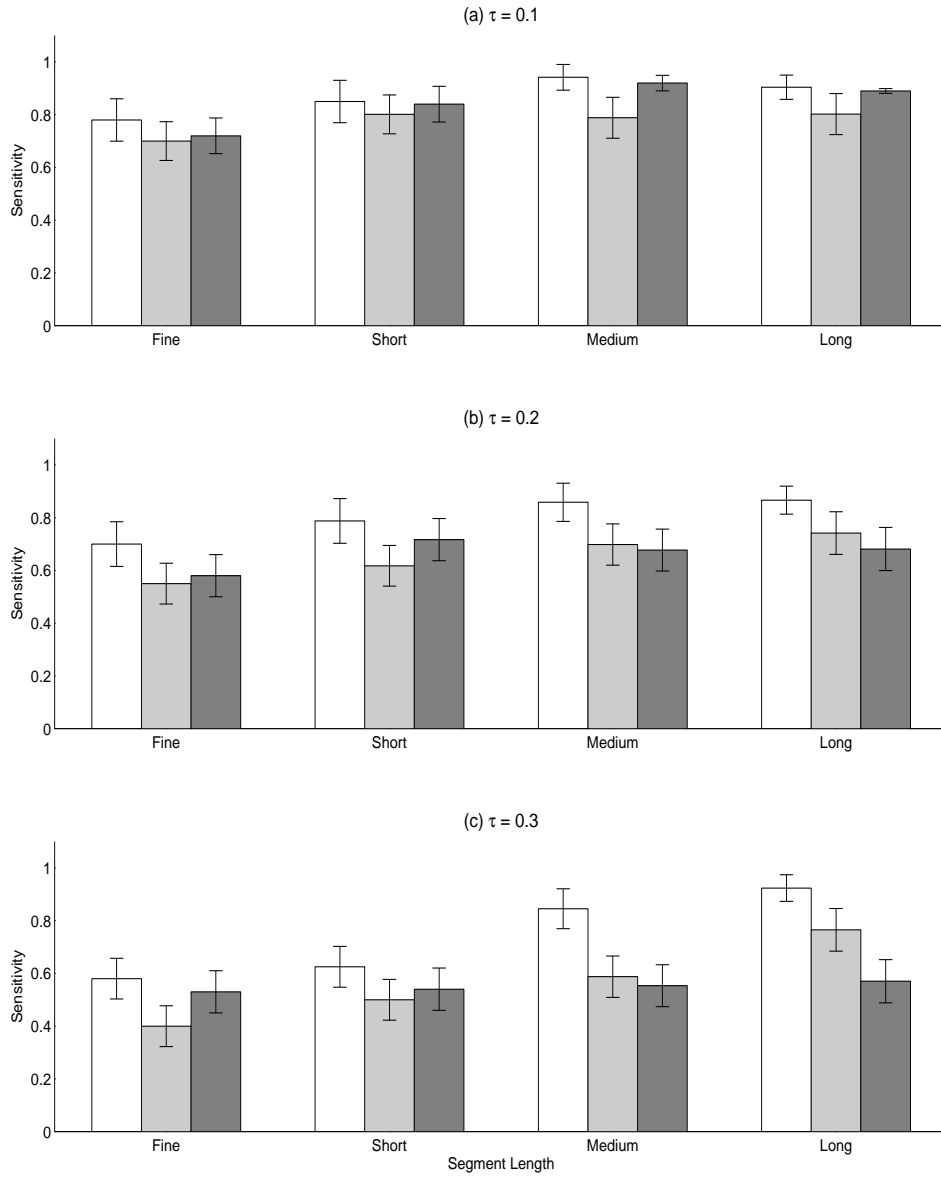 (a) τ = 0.1
1
0.8
0.6
0.4
0.2
0
Sensitivity
Fine Short Medium Long
(b) τ = 0.2
1
0.8
0.6
0.4
0.2
0
Sensitivity
Fine Short Medium Long
(c) τ = 0.3
1
0.8
0.6
0.4
0.2
0
Sensitivity
Fine Short Medium Long
Segment Length